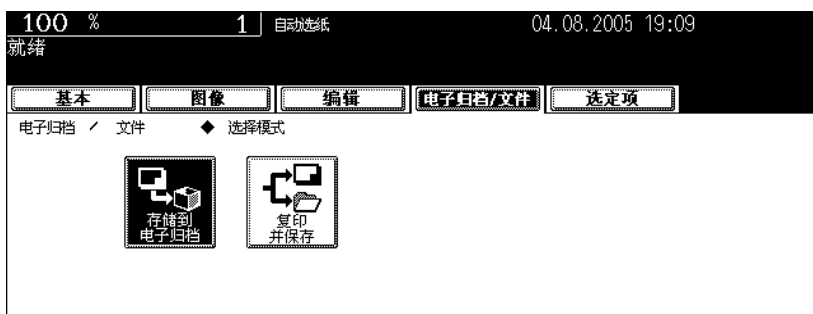 100 % 1 自动选纸 04.08.2005 19:09
就绪
基本 图像 编辑 电子归档/文件 选定项
电子归档 / 文件 ◆ 选择模式
存储到 复印
电子归档 并保存